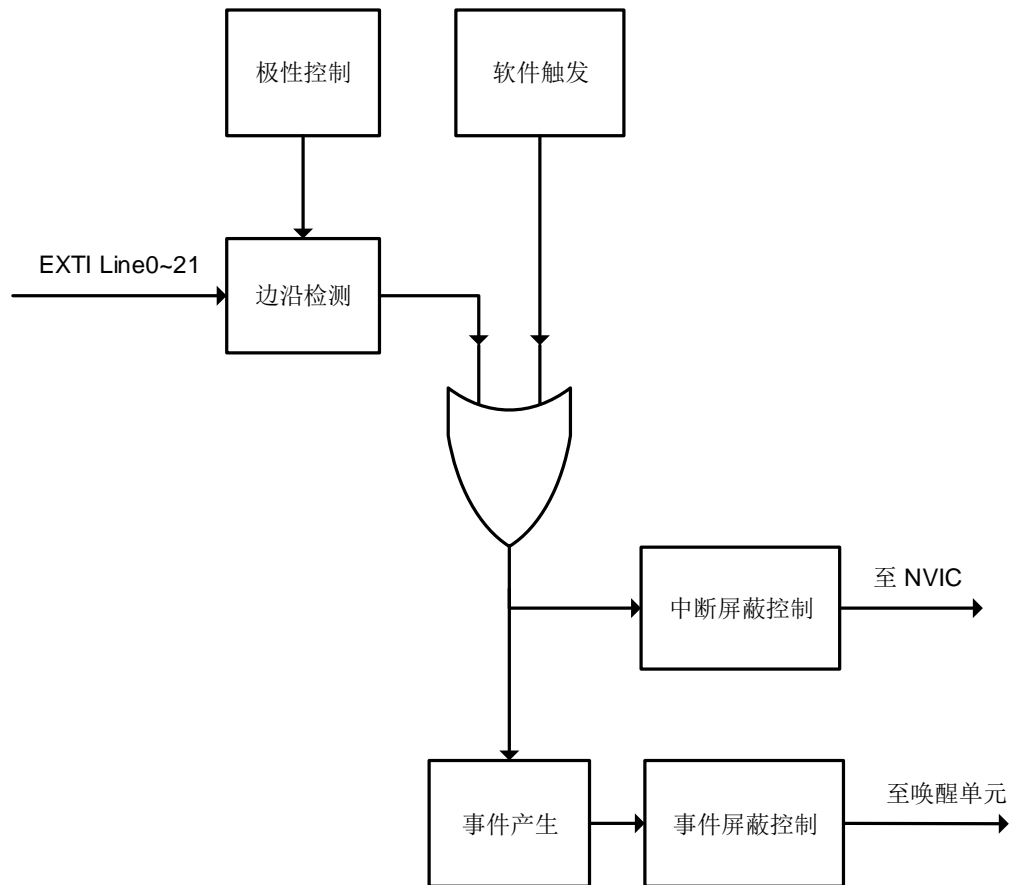 极性控制
软件触发
EXTI Line0~21
边沿检测
中断屏蔽控制
至 NVIC
事件产生
事件屏蔽控制
至唤醒单元